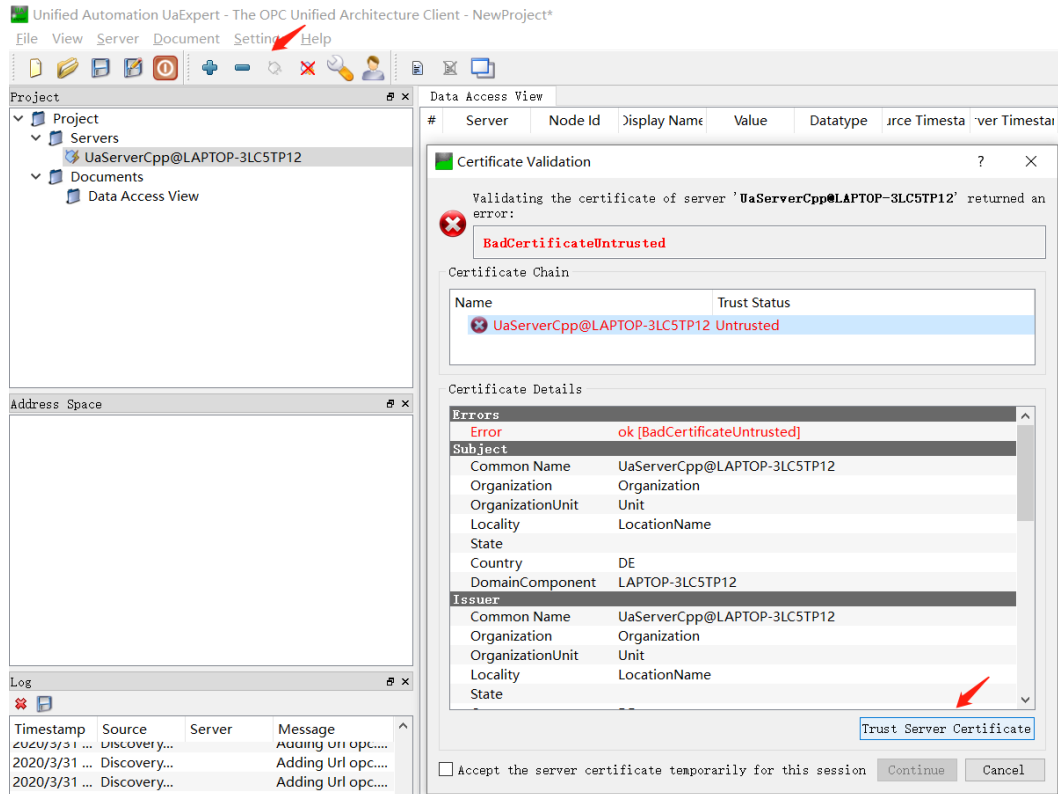 Unified Automation UaExpert - The OPC Unified Architecture Client - NewProject*
File View Server Document Help
Project
Data Access View
# Server Node Id Display Name Value Datatype
Project
Servers
UaServerCpp@LAPTOP-3LC5TP12
Documents
Data Access View
Certificate Validation ?
Validating the certificate of server 'UaServerCpp@LAPTOP-3LC5TP12' returned an
error:
BadCertificateUntrusted
Certificate Chain
Name Trust Status
UaServerCpp@LAPTOP-3LC5TP12 Untrusted
Certificate Details
Errors
Error ok [BadCertificateUntrusted]
Subject
Common Name UaServerCpp@LAPTOP-3LC5TP12
Organization Organization
OrganizationUnit Unit
Locality LocationName
State
Country DE
DomainComponent LAPTOP-3LC5TP12
Issuer
Common Name UaServerCpp@LAPTOP-3LC5TP12
Organization Organization
OrganizationUnit Unit
Locality LocationName
State
Trust Server Certificate
Accept the server certificate temporarily for this session Continue Cancel
Address Space
Log
Timestamp Source Server Message
2020/3/31 ... Discovery... Adding Url opc....
2020/3/31 ... Discovery... Adding Url opc....
2020/3/31 ... Discovery... Adding Url opc....